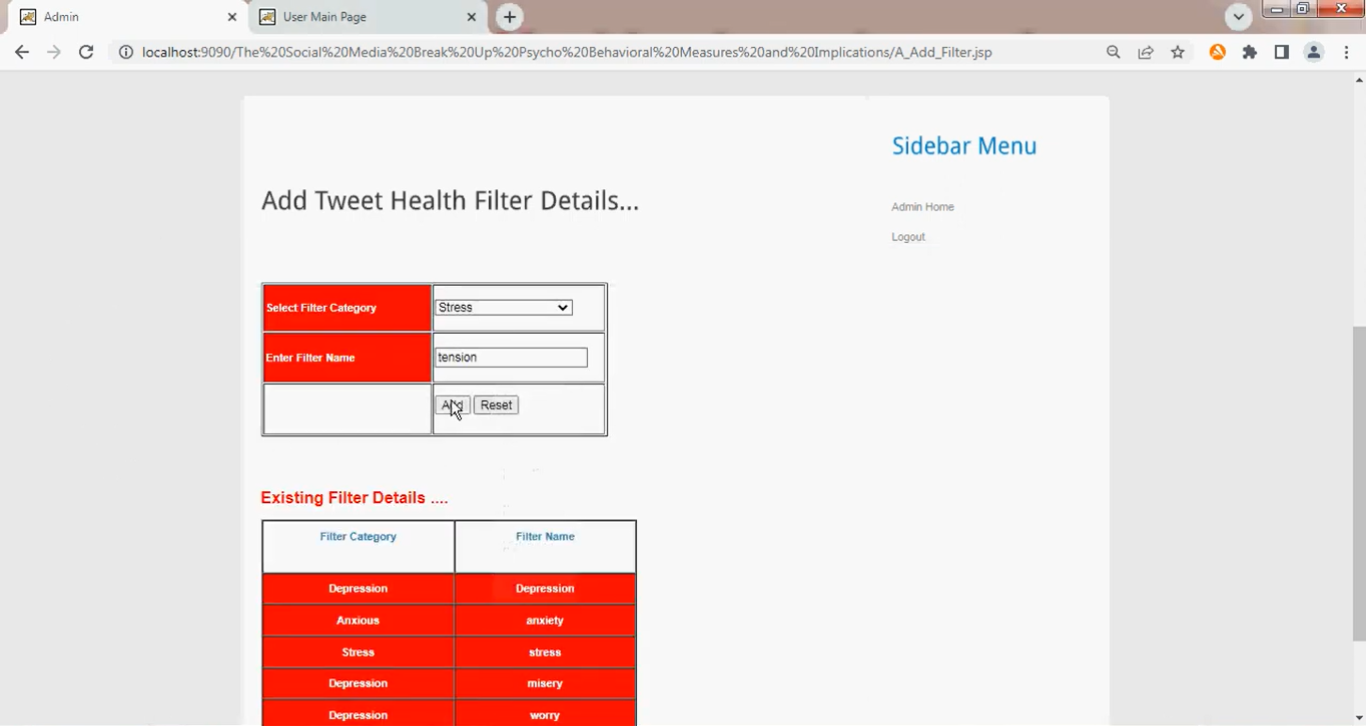 Admin
User Main Page
localhost:9090/The%20Social%20Media%20Break%20Up%20Psycho%20Behavioral%20Measures%20and%20Implications/A_Add_Filter.jsp
Sidebar Menu
Add Tweet Health Filter Details...
Admin Home
Logout
Select Filter Category Stress
Enter Filter Name tension
Add Reset
Existing Filter Details ....
Filter Category Filter Name
Depression Depression
Anxious anxiety
Stress stress
Depression misery
Depression worry